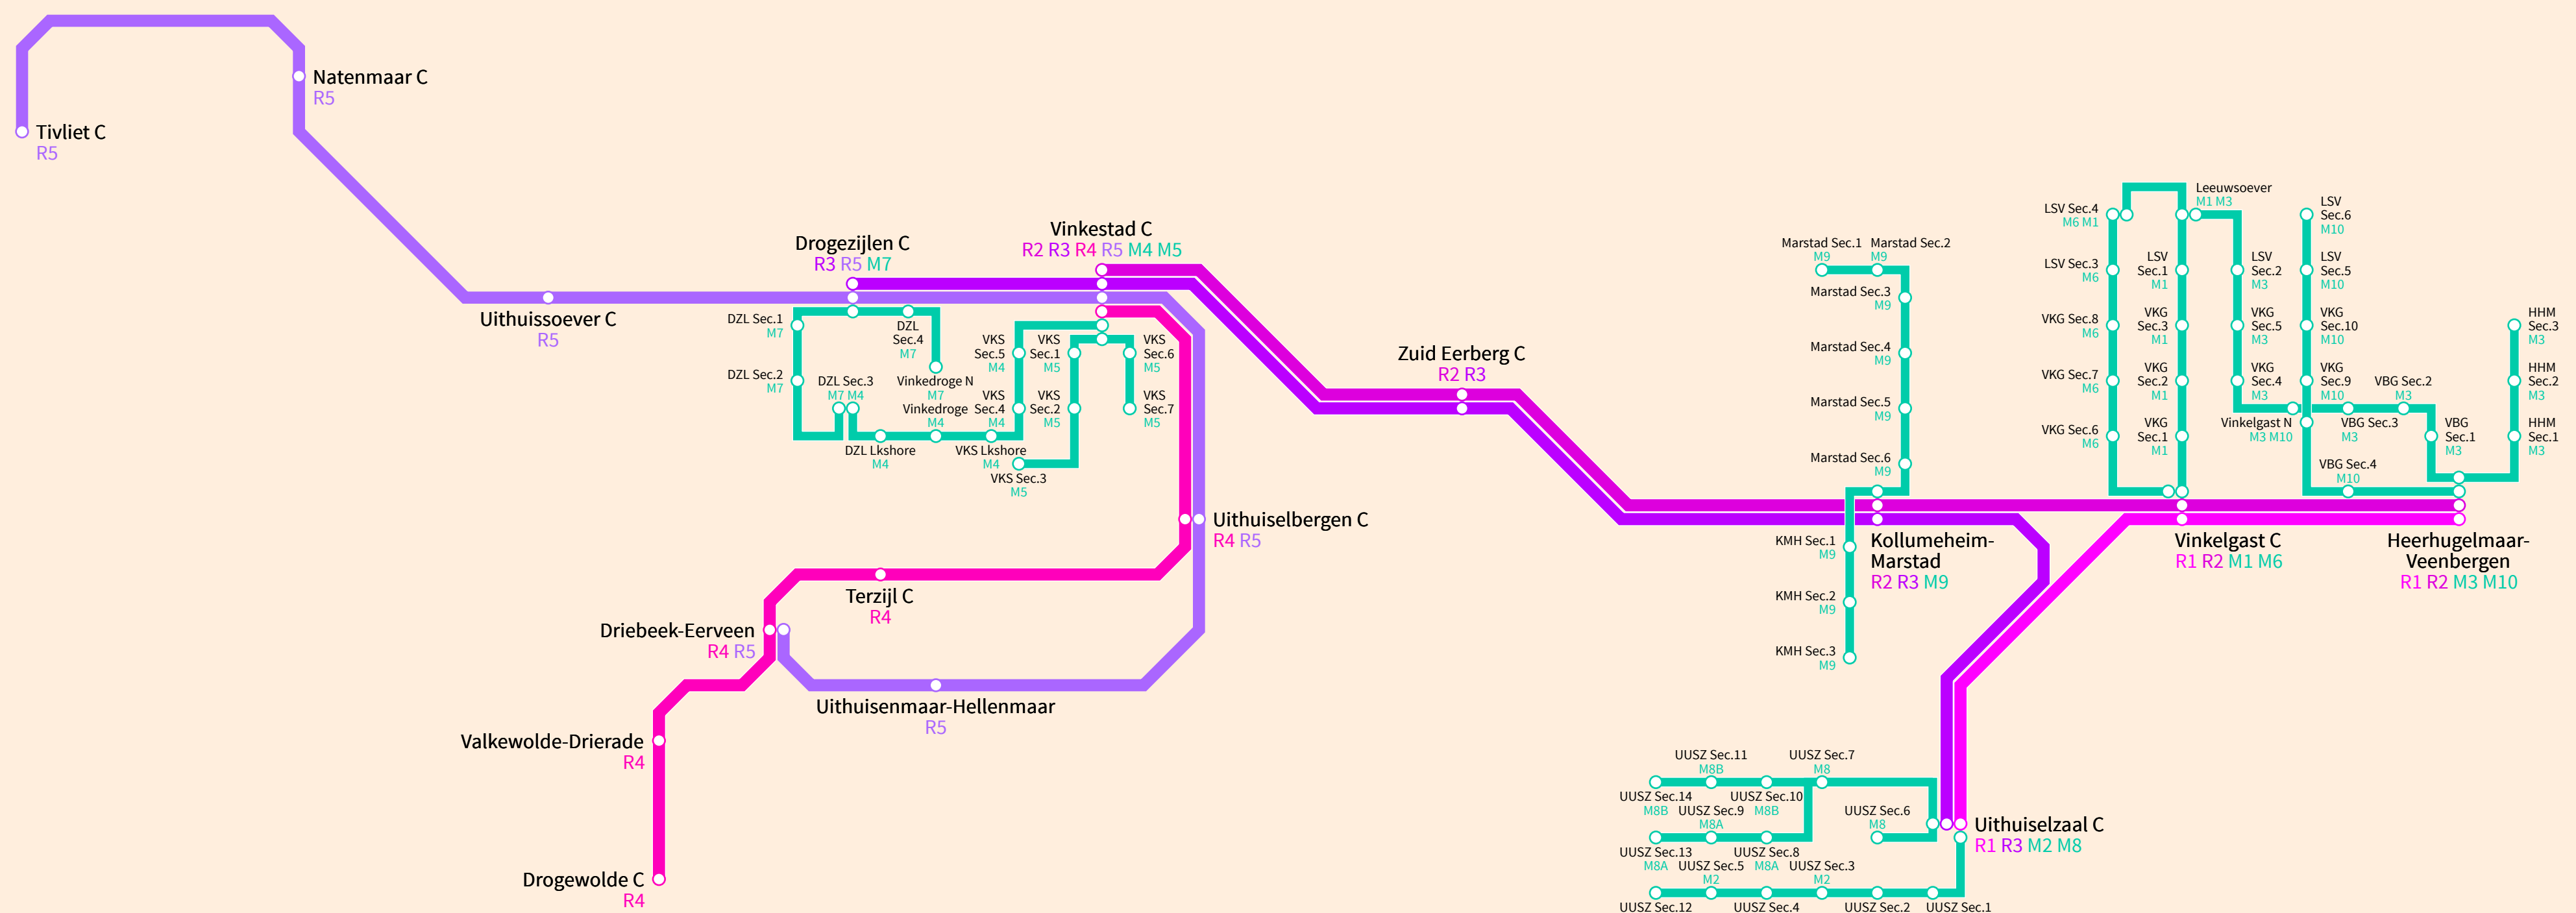 Natenmaar C
R5
Tivliet C
R5
Uithuissoever C
R5
Drogezijlen C
R3 R5 M7
Vinkestad C
R2 R3 R4 R5 M4 M5
DZL Sec.1
M7
DZL Sec.2
M7
DZL Sec.3
M7 M4
DZL
Sec.4
M7
Vinkedroge N
M7
Vinkedroge
M4
DZL Lkshore
M4
VKS Lkshore
M4
VKS
Sec.5
M4
VKS
Sec.4
M4
VKS
Sec.1
M5
VKS
Sec.2
M5
VKS Sec.3
M5
VKS
Sec.6
M5
VKS
Sec.7
M5
Uithuiselbergen C
R4 R5
Terzijl C
R4
Driebeek-Eerveen
R4 R5
Uithuisenmaar-Hellenmaar
R5
Valkewolde-Drierade
R4
Drogewolde C
R4
Zuid Eerberg C
R2 R3
Marstad Sec.1
M9
Marstad Sec.2
M9
Marstad Sec.3
M9
Marstad Sec.4
M9
Marstad Sec.5
M9
Marstad Sec.6
M9
KMH Sec.1
M9
KMH Sec.2
M9
KMH Sec.3
M9
Kollumeheim-
Marstad
R2 R3 M9
LSV Sec.4
M6 M1
LSV Sec.3
M6
VKG Sec.8
M6
VKG Sec.7
M6
VKG Sec.6
M6
Leeuwsoever
M1 M3
LSV
Sec.1
M1
VKG
Sec.3
M1
VKG
Sec.2
M1
VKG
Sec.1
M1
LSV
Sec.2
M3
VKG
Sec.5
M3
VKG
Sec.4
M3
Vinkelgast N
M3 M10
LSV
Sec.6
M10
LSV
Sec.5
M10
VKG
Sec.10
M10
VKG
Sec.9
M10
VBG Sec.2
M3
VBG Sec.3
M3
VBG
Sec.1
M3
VBG Sec.4
M10
HHM
Sec.3
M3
HHM
Sec.2
M3
HHM
Sec.1
M3
Vinkelgast C
R1 R2 M1 M6
Heerhugelmaar-
Veenbergen
R1 R2 M3 M10
UUSZ Sec.11
M8B
UUSZ Sec.7
M8
UUSZ Sec.14
M8B
UUSZ Sec.10
M8B
UUSZ Sec.9
M8A
UUSZ Sec.6
M8
UUSZ Sec.13
M8A
UUSZ Sec.8
M8A
UUSZ Sec.5
M2
UUSZ Sec.3
M2
UUSZ Sec.12
UUSZ Sec.4
UUSZ Sec.2
UUSZ Sec.1
Uithuiselzaal C
R1 R3 M2 M8